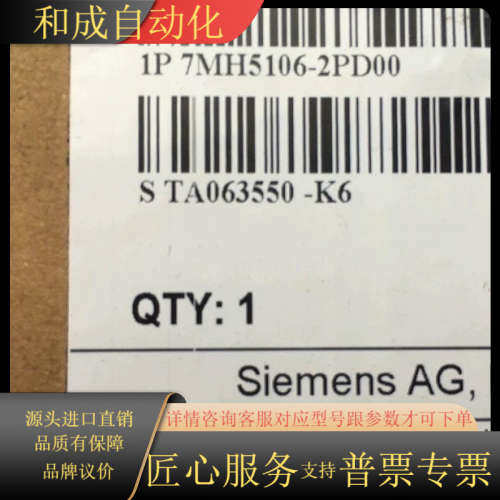 和成自动化
1P 7MH5106-2PD00
S TA063550 -K6
QTY: 1
Siemens AG,
源头进口直销
品质有保障
品牌议价
详情咨询客服对应型号跟参数才可下单
匠心服务支持普票专票